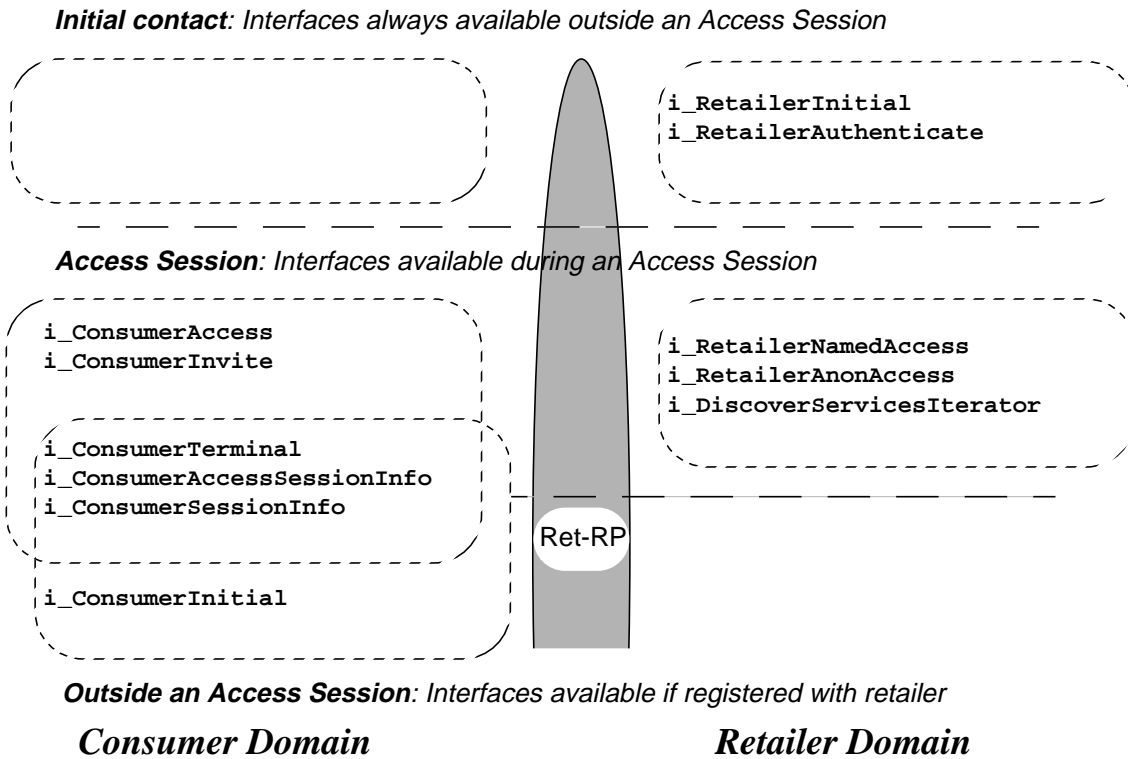 Initial contact: Interfaces always available outside an Access Session
i_RetailerInitial
i_RetailerAuthenticate
Access Session: Interfaces available during an Access Session
i_ConsumerAccess
i_ConsumerInvite
i_RetailerNamedAccess
i_RetailerAnonAccess
i_DiscoverServicesIterator
i_ConsumerTerminal
i_ConsumerAccessSessionInfo
i_ConsumerSessionInfo
Ret-RP
i_ConsumerInitial
Outside an Access Session: Interfaces available if registered with retailer
Consumer Domain
Retailer Domain